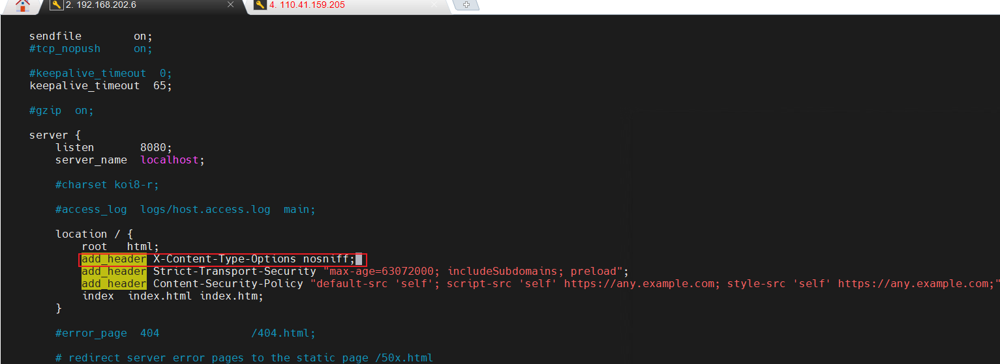 2. 192.168.202.6
4. 110.41.159.205
sendfile on;
#tcp_nopush on;
#keepalive_timeout 0;
keepalive_timeout 65;
#gzip on;
server {
listen 8080;
server_name localhost;
#charset koi8-r;
#access_log logs/host.access.log main;
location / {
root html;
add_header X-Content-Type-Options nosniff;
add_header Strict-Transport-Security "max-age=63072000; includeSubdomains; preload";
add_header Content-Security-Policy "default-src 'self'; script-src 'self' https://any.example.com; style-src 'self' https://any.example.com;"
index index.html index.htm;
}
#error_page 404 /404.html;
# redirect server error pages to the static page /50x.html